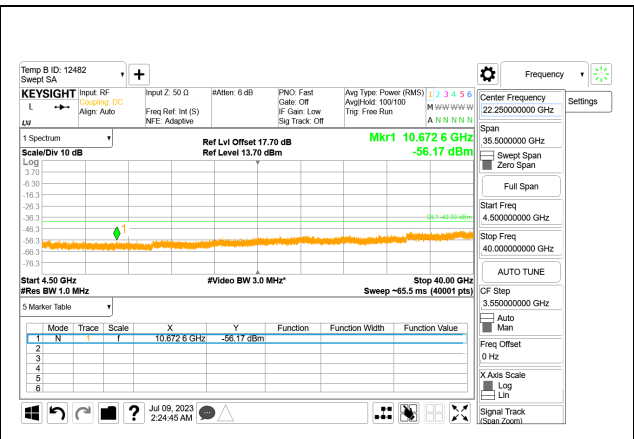 Temp B ID: 12482
Swept SA
Frequency
KEYSIGHT Input: RF Input Z: 50 Ω #Atten: 6 dB PNO: Fast Avg Type: Power (RMS) 1 2 3 4 5 6
L Coupling: DC Gate: Off Avg|Hold: 100/100 M W W W W W
Align: Auto Freq Ref: Int (S) IF Gain: Low Trig: Free Run
LXI NFE: Adaptive Sig Track: Off A N N N N N
1 Spectrum
Ref Lvl Offset 17.70 dB Mkr1 10.672 6 GHz
Scale/Div 10 dB Ref Level 13.70 dBm -56.17 dBm
Log
3.70
-6.30
-16.3
-26.3
-36.3
DL1 -40.00 dBm
-46.3
1
-56.3
-66.3
-76.3
Start 4.50 GHz #Video BW 3.0 MHz* Stop 40.00 GHz
#Res BW 1.0 MHz Sweep ~65.5 ms (40001 pts)
5 Marker Table
Mode Trace Scale X Y Function Function Width Function Value
1 N 1 f 10.672 6 GHz -56.17 dBm
2
3
4
5
6
Jul 09, 2023
2:24:45 AM
Center Frequency
22.250000000 GHz
Settings
Span
35.5000000 GHz
Swept Span
Zero Span
Full Span
Start Freq
4.500000000 GHz
Stop Freq
40.000000000 GHz
AUTO TUNE
CF Step
3.550000000 GHz
Auto
Man
Freq Offset
0 Hz
X Axis Scale
Log
Lin
Signal Track
(Span Zoom)